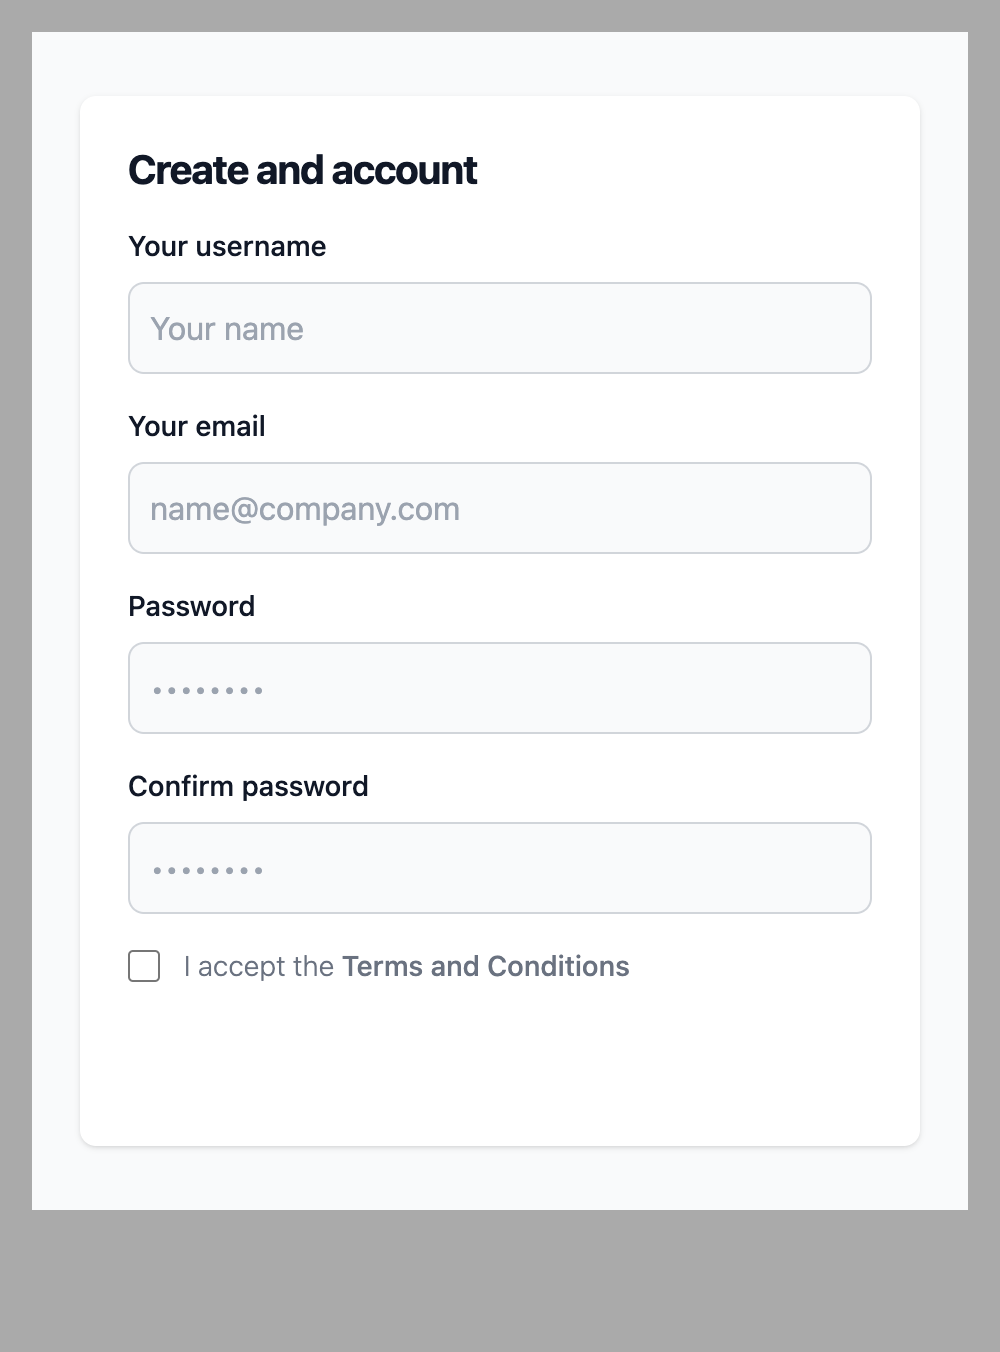 Create and account
Your username
Your name
Your email
name@company.com
Password
••••••••
Confirm password
••••••••
I accept the Terms and Conditions